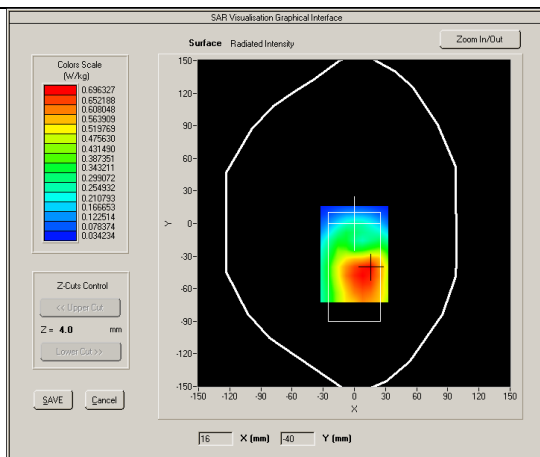 SAR Visualisation Graphical Interface
Surface Radiated Intensity
Zoom In/Out
Colors Scale
(W/kg)
0.696327
0.652188
0.608048
0.563909
0.519769
0.475630
0.431490
0.387351
0.343211
0.299072
0.254932
0.210793
0.166653
0.122514
0.078374
0.034234
Z-Cuts Control
<< Upper Cut
Z = 4.0 mm
Lower Cut >>
SAVE Cancel
150-
120-
90-
60-
30-
0-
-30-
-60-
-90-
-120-
-150-
Y
-150 -120 -90 -60 -30 0 30 60 90 120 150
X
16 X (mm) -40 Y (mm)